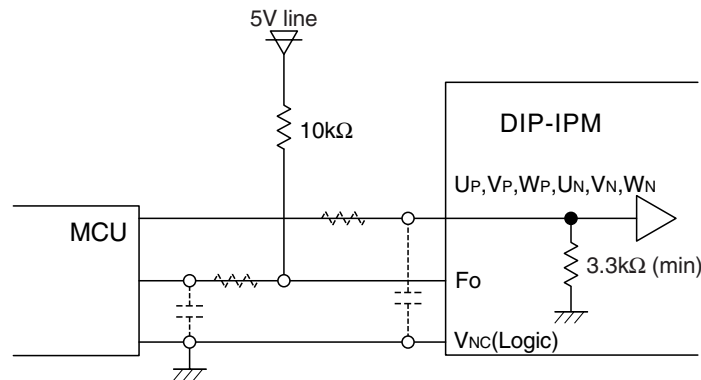 5V line
10kΩ
DIP-IPM
UP,VP,WP,UN,VN,WN
MCU
3.3kΩ (min)
Fo
VNC(Logic)